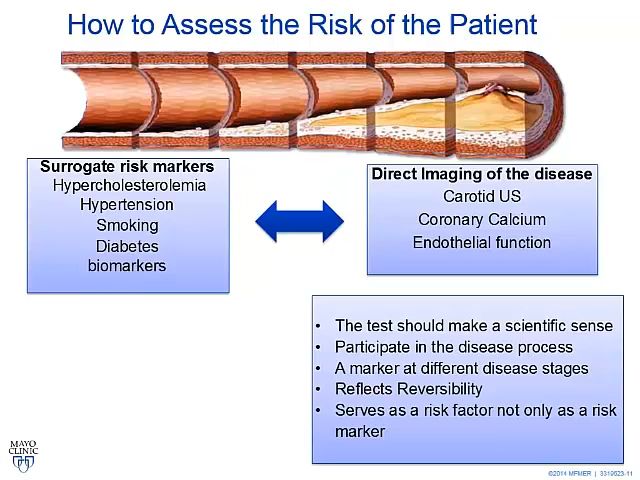 How to Assess the Risk of the Patient
Surrogate risk markers
Hypercholesterolemia
Hypertension
Smoking
Diabetes
biomarkers
Direct Imaging of the disease
Carotid US
Coronary Calcium
Endothelial function
• The test should make a scientific sense
• Participate in the disease process
• A marker at different disease stages
• Reflects Reversibility
• Serves as a risk factor not only as a risk
marker
MAYO
CLINIC
©2014 MFMER | 3319523-11